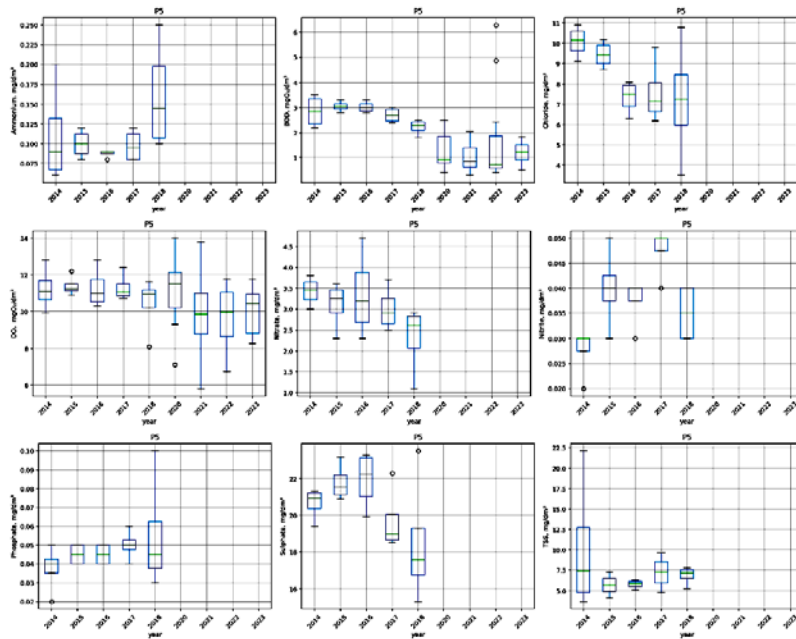 P5
Ammonium, mg/dm³
0.250
0.225
0.200
0.175
0.150
0.125
0.100
0.075
2014 2015 2016 2017 2018 2020 2021 2022 2023
year
P5
BOD, mgO₂/dm³
6
5
4
3
2
1
2014 2015 2016 2017 2018 2020 2021 2022 2023
year
P5
Chloride, mg/dm³
11
10
9
8
7
6
5
4
2014 2015 2016 2017 2018 2020 2021 2022 2023
year
P5
DO, mgO₂/dm³
14
12
10
8
6
2014 2015 2016 2017 2018 2020 2021 2022 2023
year
P5
Nitrate, mg/dm³
4.5
4.0
3.5
3.0
2.5
2.0
1.5
1.0
2014 2015 2016 2017 2018 2020 2021 2022 2023
year
P5
Nitrite, mg/dm³
0.050
0.045
0.040
0.035
0.030
0.025
0.020
2014 2015 2016 2017 2018 2020 2021 2022 2023
year
P5
Phosphate, mg/dm³
0.10
0.09
0.08
0.07
0.06
0.05
0.04
0.03
0.02
2014 2015 2016 2017 2018 2020 2021 2022 2023
year
P5
Sulphate, mg/dm³
22
20
18
16
2014 2015 2016 2017 2018 2020 2021 2022 2023
year
P5
TSS, mg/dm³
22.5
20.0
17.5
15.0
12.5
10.0
7.5
5.0
2014 2015 2016 2017 2018 2020 2021 2022 2023
year